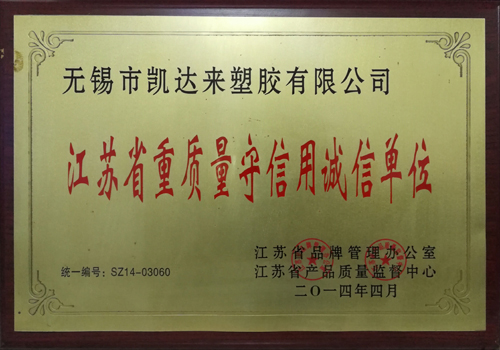 无锡市凯达来塑胶有限公司
江苏省重质量守信用诚信单位
江苏省品牌管理办公室
统一编号：SZ14-03060
江苏省产品质量监督中心
二〇一四年四月